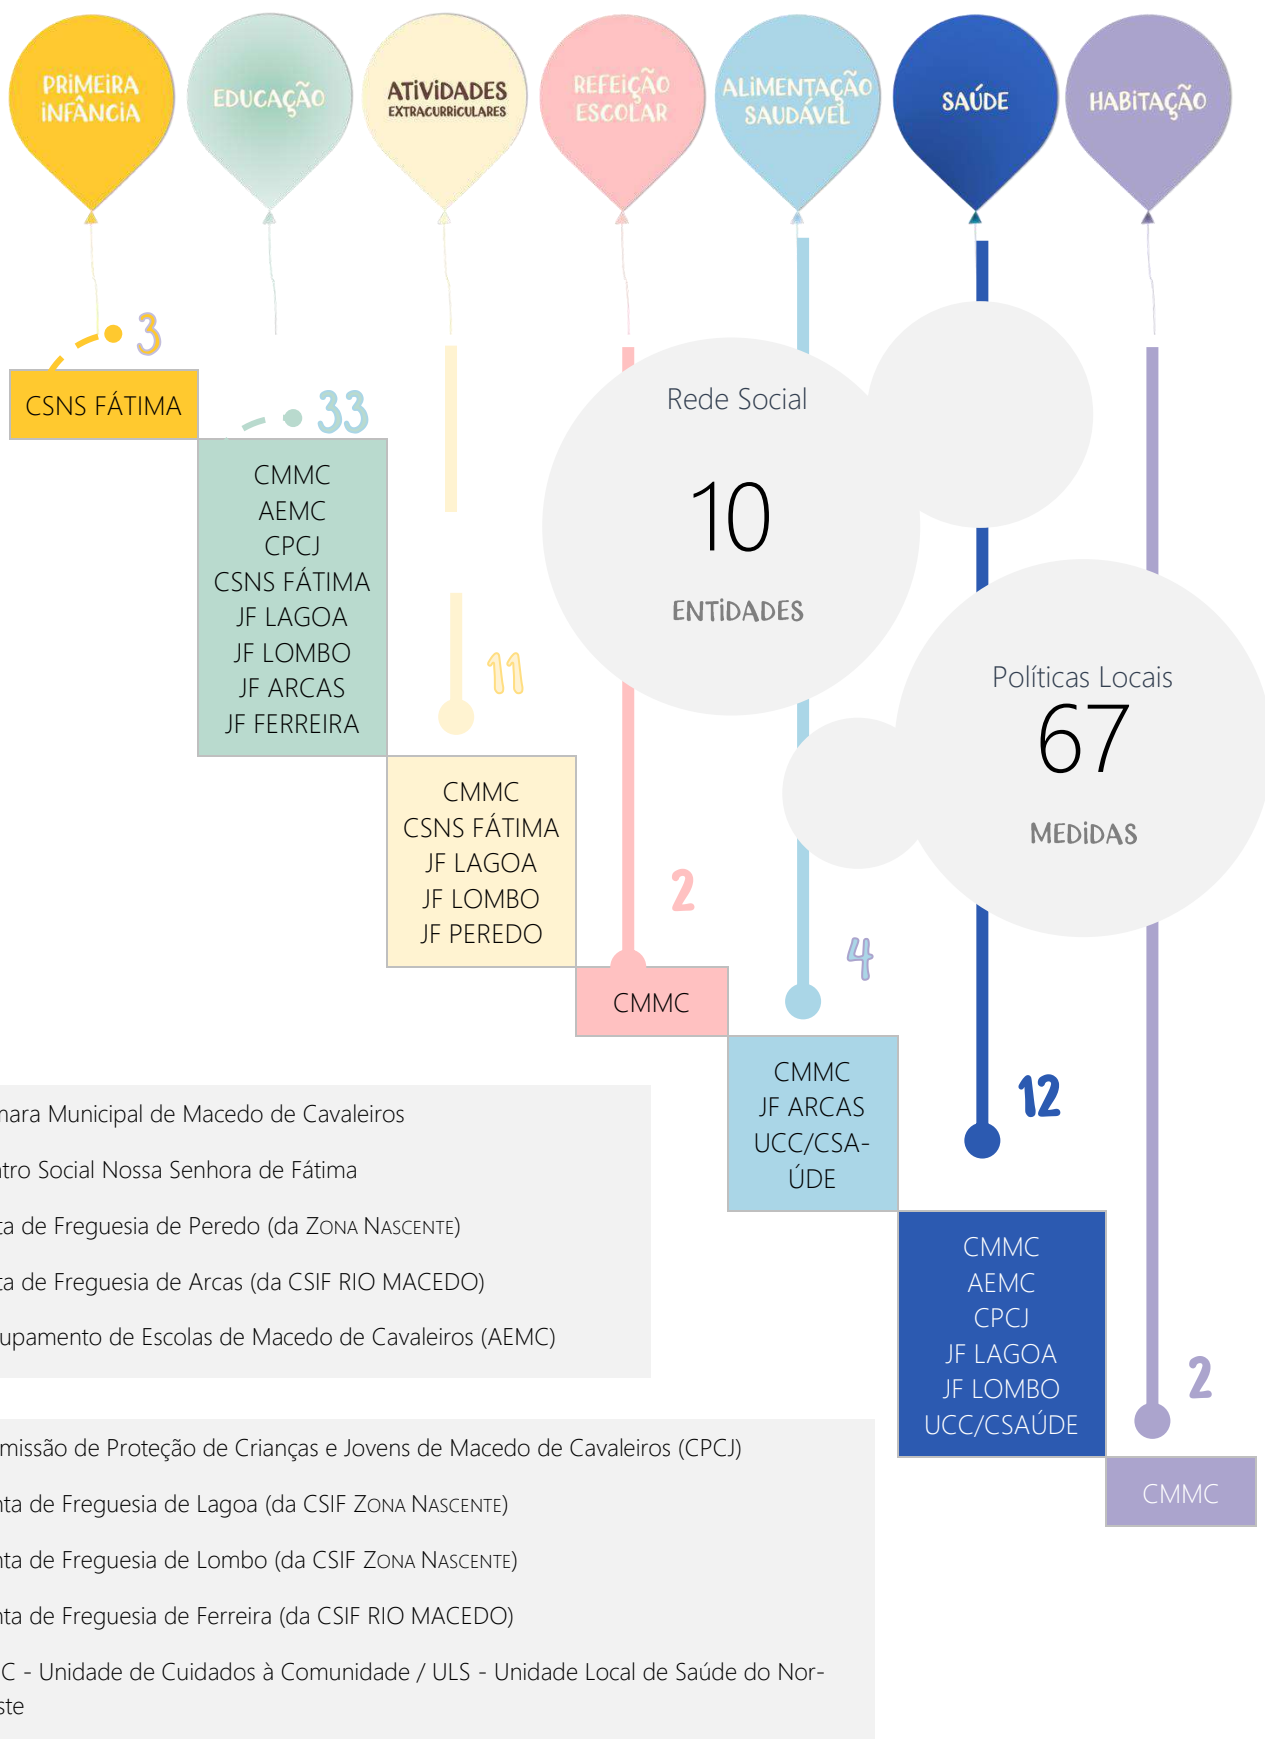 PRIMEIRA
INFÂNCIA
EDUCAÇÃO
ATIVIDADES
EXTRACURRICULARES
REFEIÇÃO
ESCOLAR
ALIMENTAÇÃO
SAUDÁVEL
SAÚDE
HABITAÇÃO
3
CSNS FÁTIMA
33
CMMC
AEMC
CPCJ
CSNS FÁTIMA
JF LAGOA
JF LOMBO
JF ARCAS
JF FERREIRA
Rede Social
10
ENTIDADES
11
CMMC
CSNS FÁTIMA
JF LAGOA
JF LOMBO
JF PEREDO
Políticas Locais
67
MEDIDAS
2
CMMC
4
CMMC
JF ARCAS
UCC/CSA-
ÚDE
12
CMMC
AEMC
CPCJ
JF LAGOA
JF LOMBO
UCC/CSAÚDE
2
CMMC
mara Municipal de Macedo de Cavaleiros
tro Social Nossa Senhora de Fátima
ta de Freguesia de Peredo (da ZONA NASCENTE)
ta de Freguesia de Arcas (da CSIF RIO MACEDO)
upamento de Escolas de Macedo de Cavaleiros (AEMC)
missão de Proteção de Crianças e Jovens de Macedo de Cavaleiros (CPCJ)
nta de Freguesia de Lagoa (da CSIF ZONA NASCENTE)
nta de Freguesia de Lombo (da CSIF ZONA NASCENTE)
nta de Freguesia de Ferreira (da CSIF RIO MACEDO)
C - Unidade de Cuidados à Comunidade / ULS - Unidade Local de Saúde do Nor-
ste